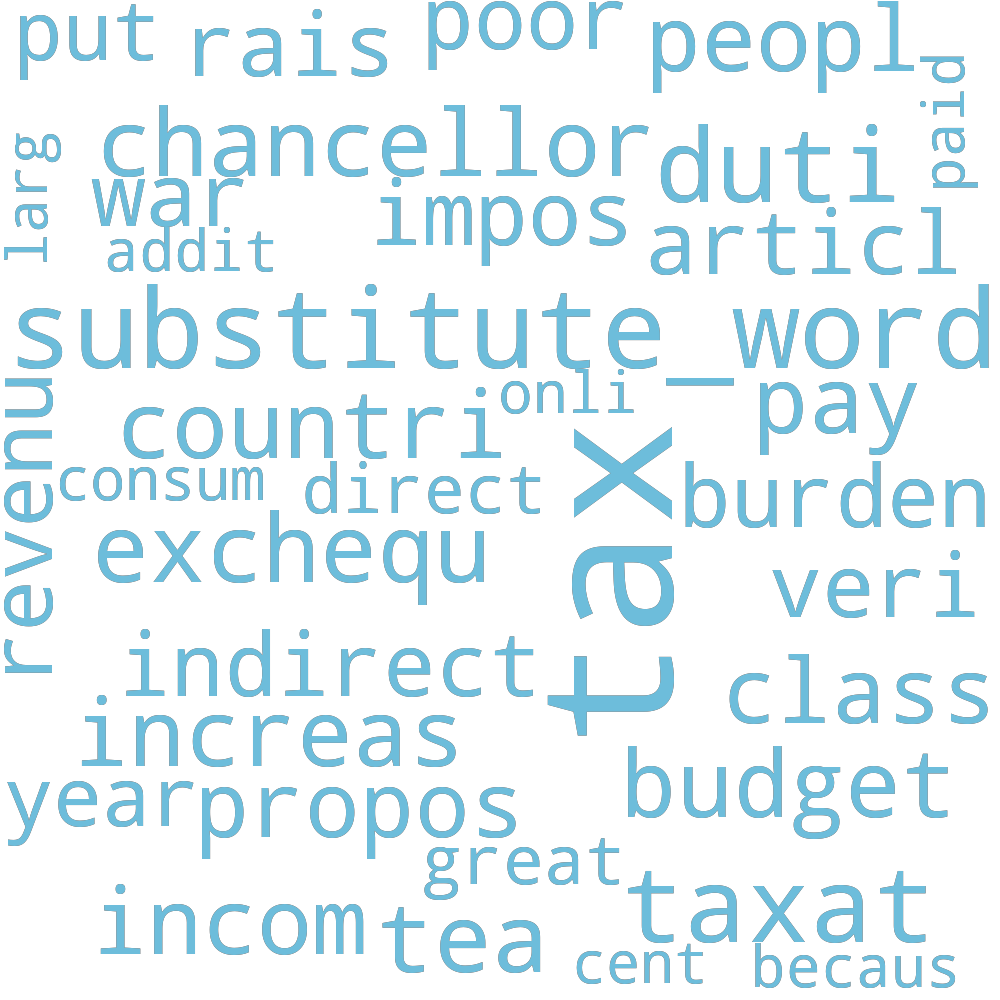 put rais poor peopl
paid
larg
chancellor duti
war impos articl
addit
substitute_word
revenu
countri onli pay
consum direct tax burden
exchequ veri
indirect class
increas
year propos budget
great
incom tea taxat
cent becaus